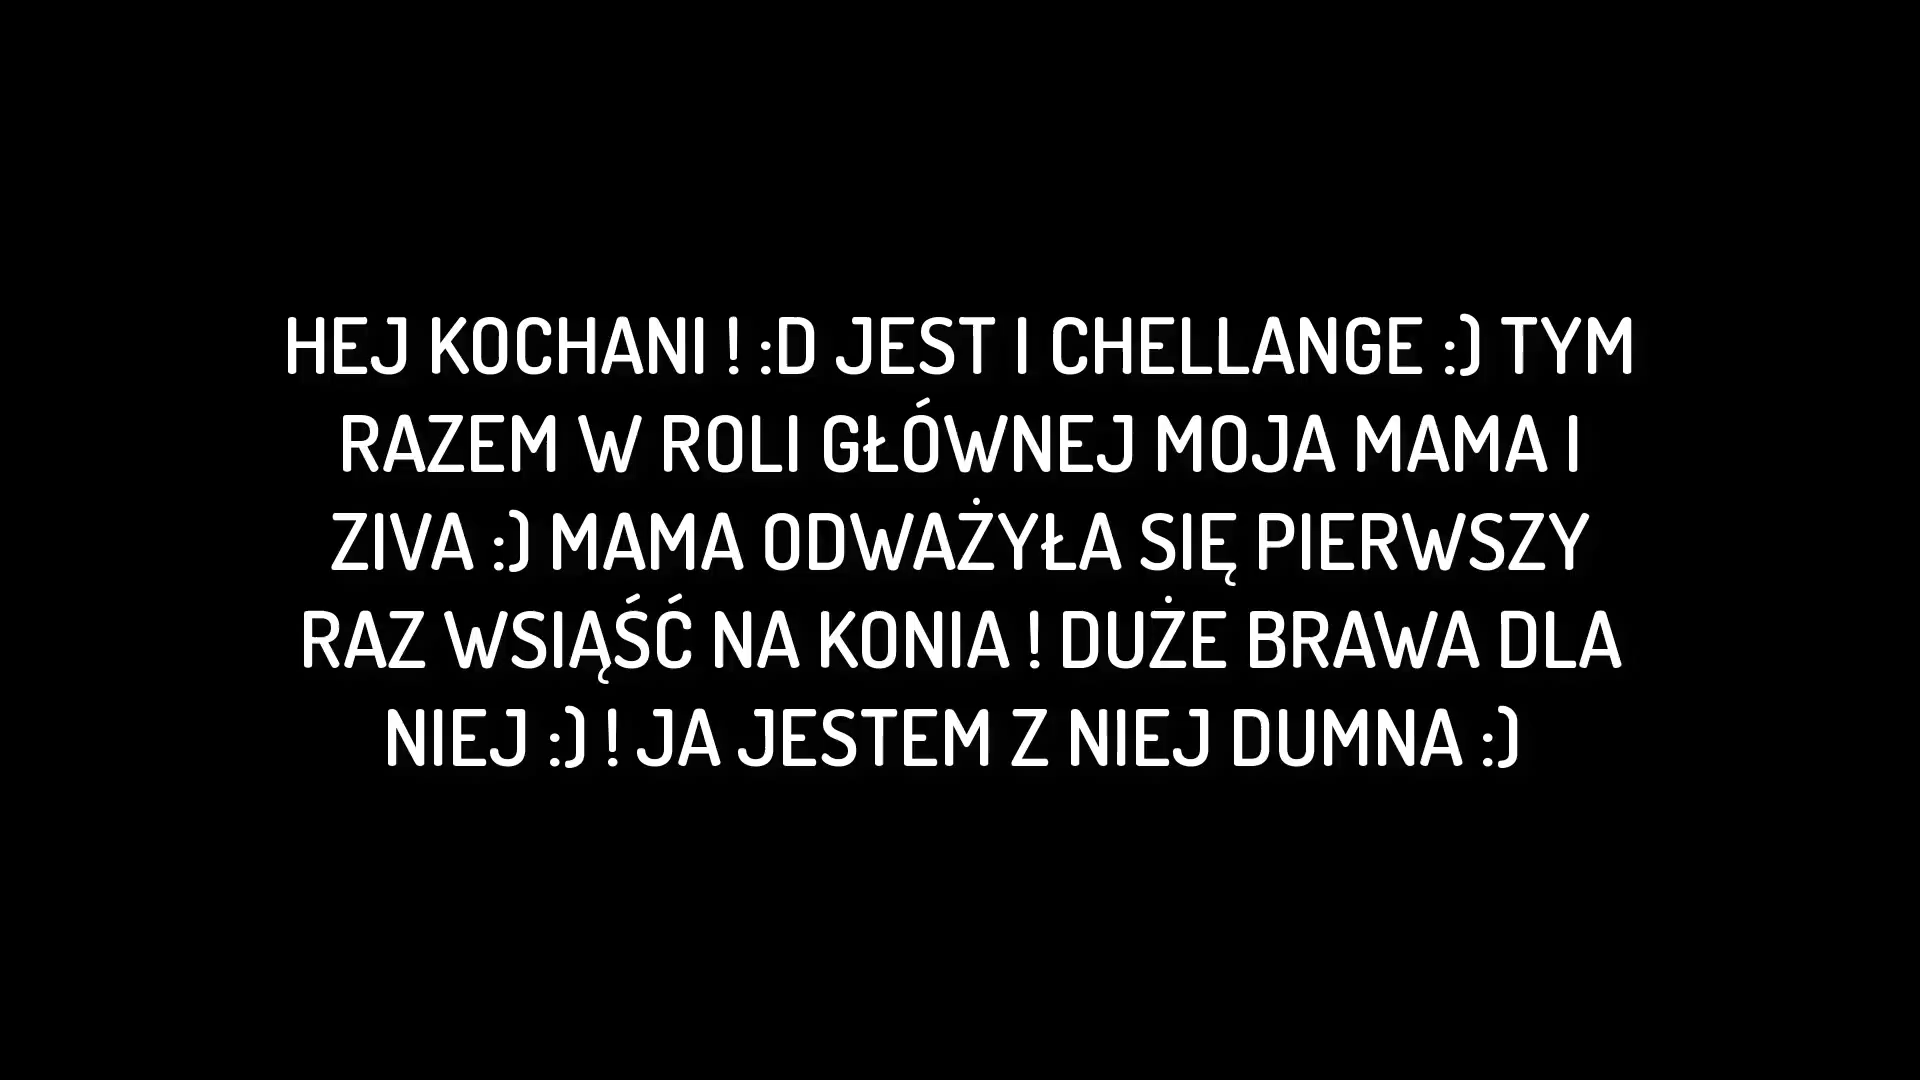 HEJ KOCHANI ! :D JEST I CHELLANGE :) TYM
RAZEM W ROLI GŁÓWNEJ MOJA MAMA I
ZIVA :) MAMA ODWAŻYŁA SIĘ PIERWSZY
RAZ WSIĄŚĆ NA KONIA ! DUŻE BRAWA DLA
NIEJ :) ! JA JESTEM Z NIEJ DUMNA :)